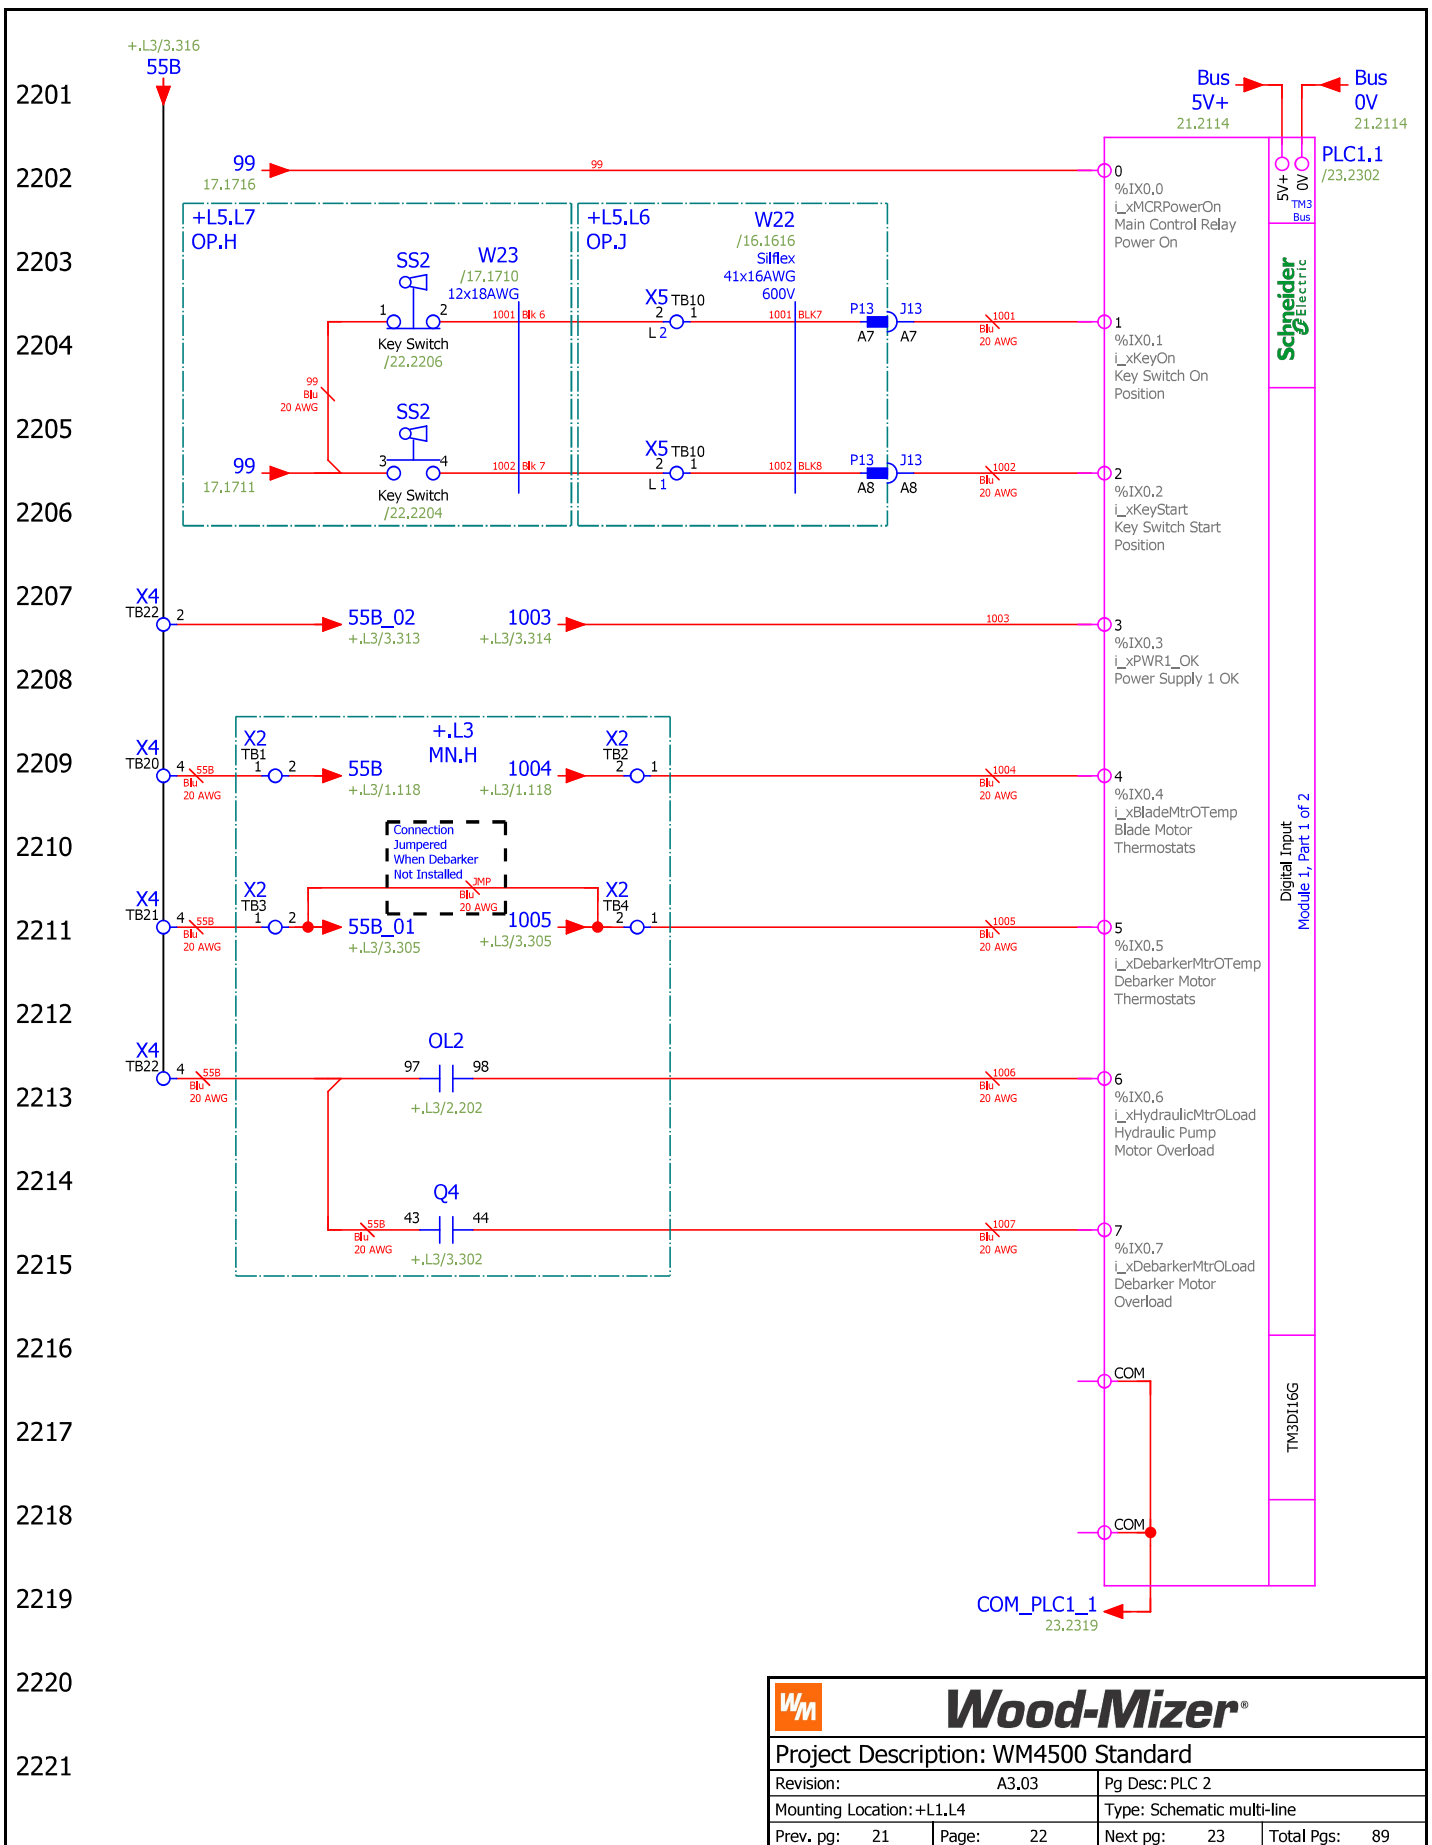 +.L3/3.316
55B
2201
Bus
5V+
21.2114
Bus
0V
21.2114
2202
99
17.1716
99
0
%IX0.0
i_xMCRPowerOn
Main Control Relay
Power On
5V+
0V
TM3
Bus
PLC1.1
/23.2302
2203
+L5.L7
OP.H
SS2
W23
/17.1710
12x18AWG
+L5.L6
OP.J
W22
/16.1616
Silflex
41x16AWG
600V
Schneider
Electric
2204
1
2
Key Switch
/22.2206
1001
Blk 6
X5
TB10
2
1
L 2
1001
BLK7
P13
J13
A7
A7
1001
Blu
20 AWG
1
%IX0.1
i_xKeyOn
Key Switch On
Position
99
Blu
20 AWG
2205
SS2
99
17.1711
3
4
Key Switch
/22.2204
1002
Blk 7
X5
TB10
2
1
L 1
1002
BLK8
P13
J13
A8
A8
1002
Blu
20 AWG
2
%IX0.2
i_xKeyStart
Key Switch Start
Position
2206
2207
X4
TB22
2
55B_02
+.L3/3.313
1003
+.L3/3.314
1003
3
%IX0.3
i_xPWR1_OK
Power Supply 1 OK
2208
+.L3
MN.H
2209
X4
TB20
4
55B
Blu
20 AWG
X2
TB1
1
2
55B
+.L3/1.118
1004
+.L3/1.118
X2
TB2
2
1
1004
Blu
20 AWG
4
%IX0.4
i_xBladeMtrOTemp
Blade Motor
Thermostats
Digital Input
Module 1, Part 1 of 2
2210
Connection
Jumpered
When Debarker
Not Installed
JMP
Blu
20 AWG
2211
X4
TB21
4
55B
Blu
20 AWG
X2
TB3
1
2
55B_01
+.L3/3.305
1005
+.L3/3.305
X2
TB4
2
1
1005
Blu
20 AWG
5
%IX0.5
i_xDebarkerMtrOTemp
Debarker Motor
Thermostats
2212
X4
TB22
4
55B
Blu
20 AWG
OL2
97
98
+.L3/2.202
1006
Blu
20 AWG
6
%IX0.6
i_xHydraulicMtrOLoad
Hydraulic Pump
Motor Overload
2213
2214
Q4
43
44
+.L3/3.302
55B
Blu
20 AWG
1007
Blu
20 AWG
7
%IX0.7
i_xDebarkerMtrOLoad
Debarker Motor
Overload
2215
2216
COM
TM3DI16G
2217
2218
COM
2219
COM_PLC1_1
23.2319
2220
WM
Wood-Mizer®
Project Description: WM4500 Standard
2221
Revision: A3.03
Pg Desc: PLC 2
Mounting Location: +L1.L4
Type: Schematic multi-line
Prev. pg: 21
Page: 22
Next pg: 23
Total Pgs: 89